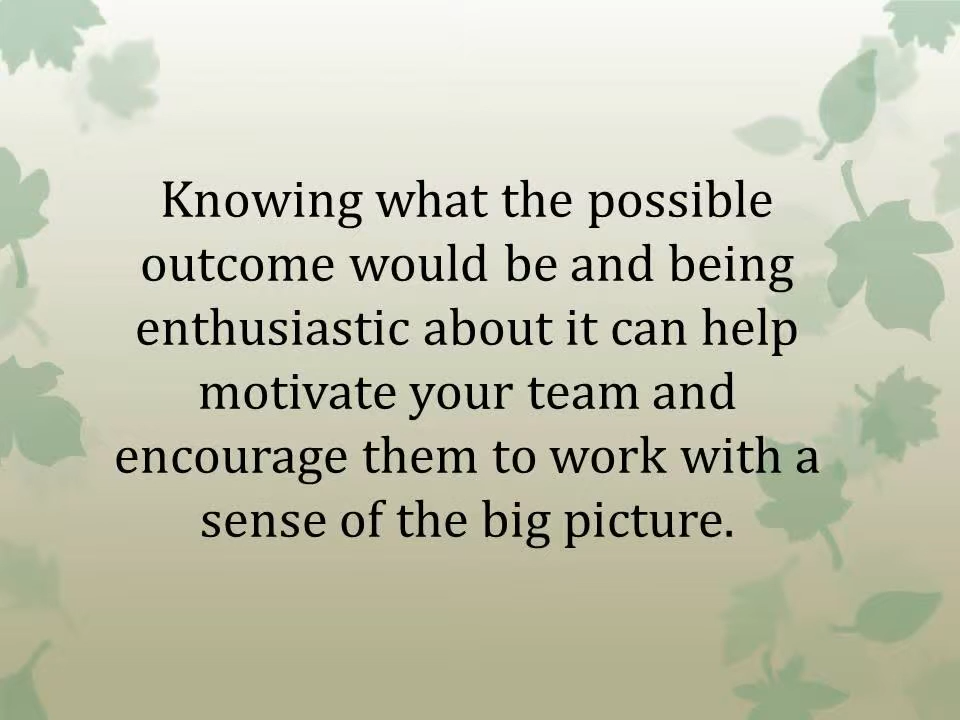 Knowing what the possible
outcome would be and being
enthusiastic about it can help
motivate your team and
encourage them to work with a
sense of the big picture.